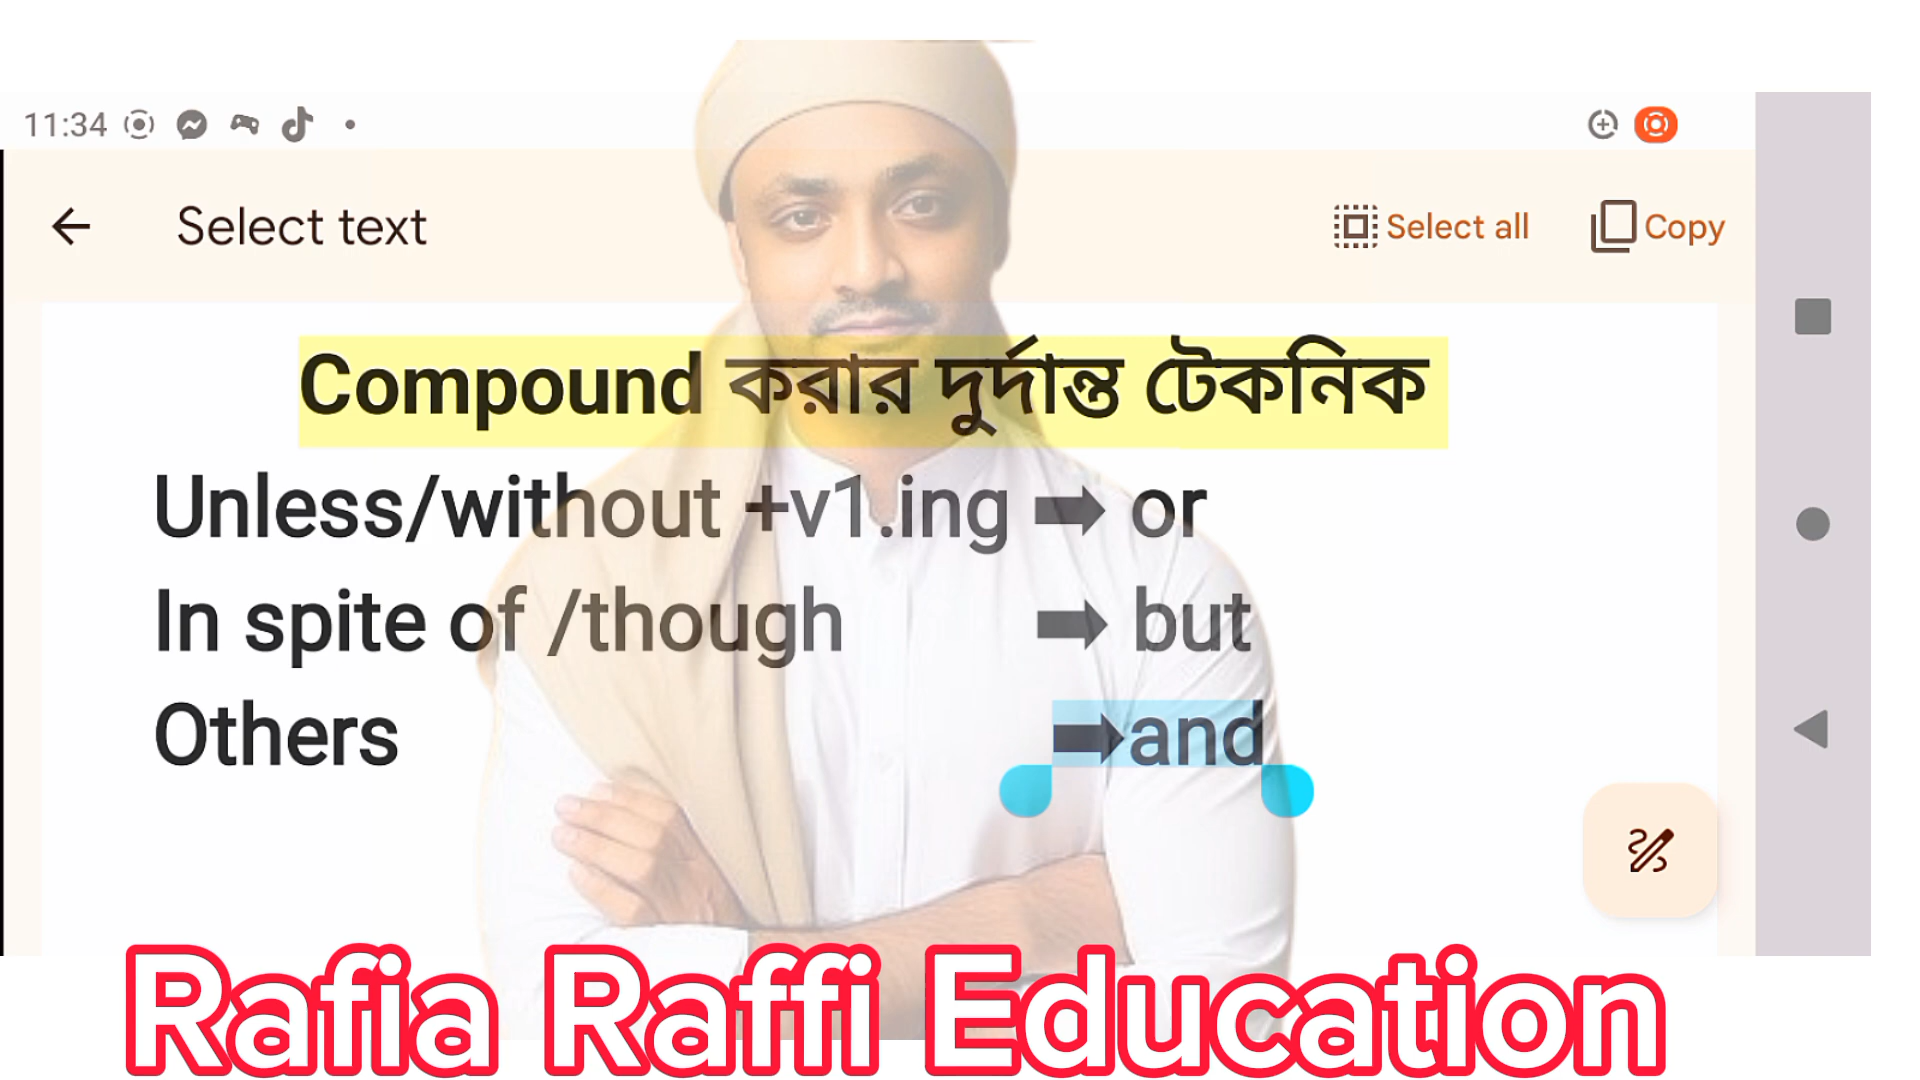 11:34
Select text
Select all
Copy
Compound করার দুর্দান্ত টেকনিক
Unless/without +v1.ing ➡ or
In spite of /though ➡ but
Others ➡and
Rafia Raffi Education